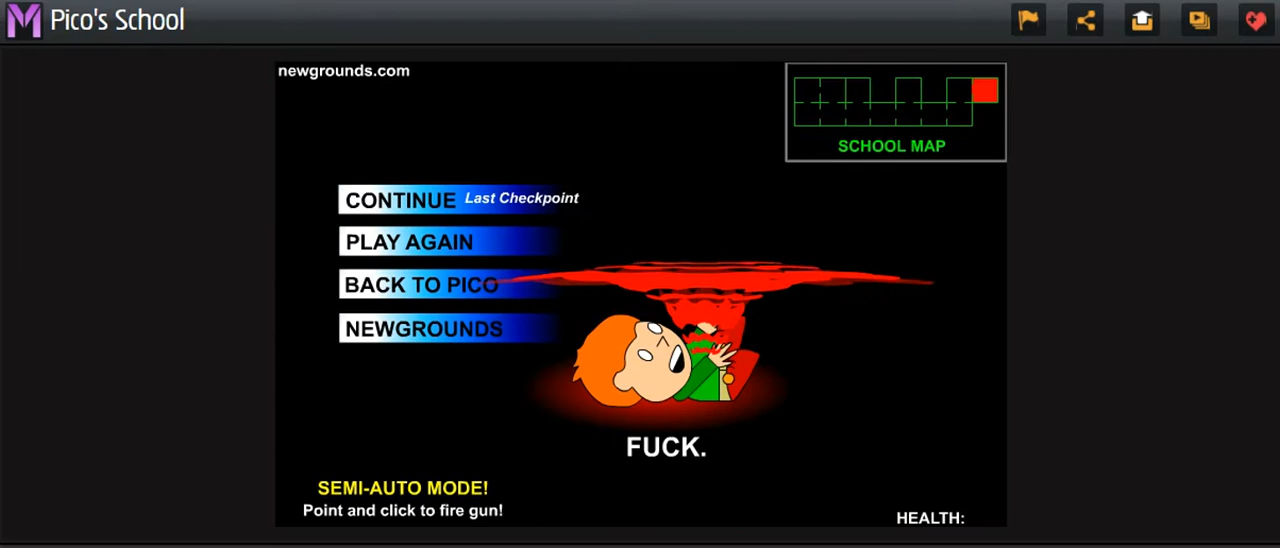 Pico's School
newgrounds.com
SCHOOL MAP
CONTINUE Last Checkpoint
PLAY AGAIN
BACK TO PICO
NEWGROUNDS
FUCK.
SEMI-AUTO MODE!
Point and click to fire gun!
HEALTH: